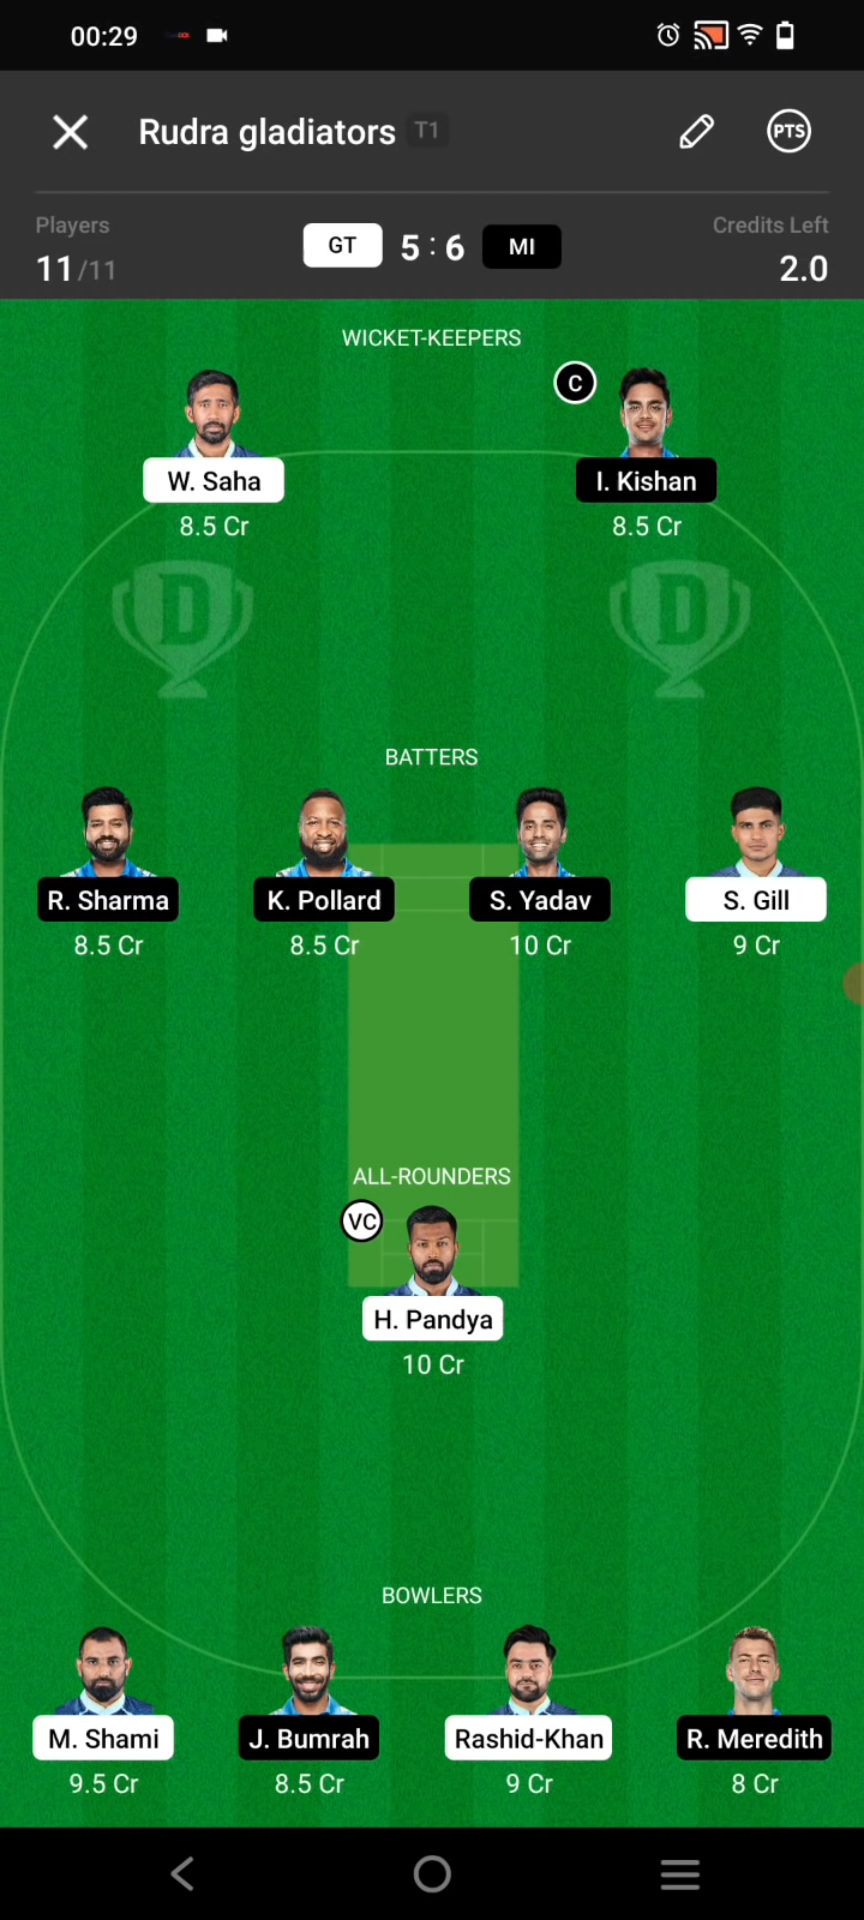 00:29
Rudra gladiators T1
PTS
Players
Credits Left
11/11
GT 5 : 6 MI
2.0
WICKET-KEEPERS
C
W. Saha I. Kishan
8.5 Cr 8.5 Cr
D D
BATTERS
R. Sharma K. Pollard S. Yadav S. Gill
8.5 Cr 8.5 Cr 10 Cr 9 Cr
ALL-ROUNDERS
VC
H. Pandya
10 Cr
BOWLERS
M. Shami J. Bumrah Rashid-Khan R. Meredith
9.5 Cr 8.5 Cr 9 Cr 8 Cr